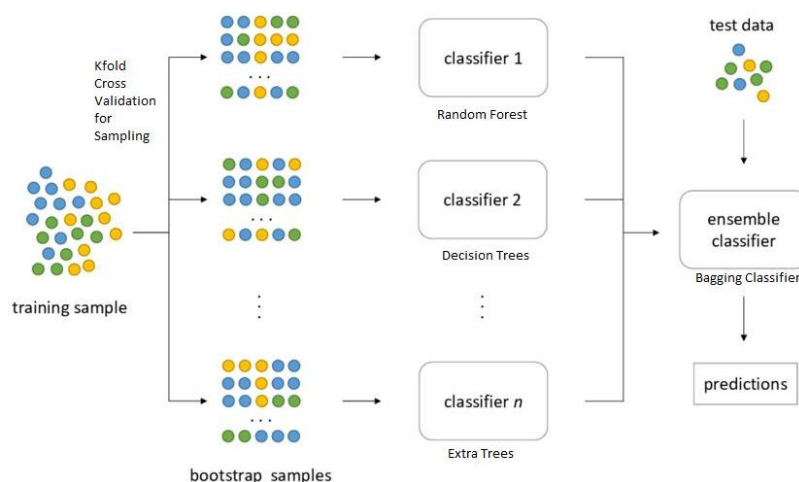 Kfold
Cross
Validation
for
Sampling
training sample
...
...
...
bootstrap samples
classifier 1
Random Forest
classifier 2
Decision Trees
classifier n
Extra Trees
test data
ensemble
classifier
Bagging Classifier
predictions